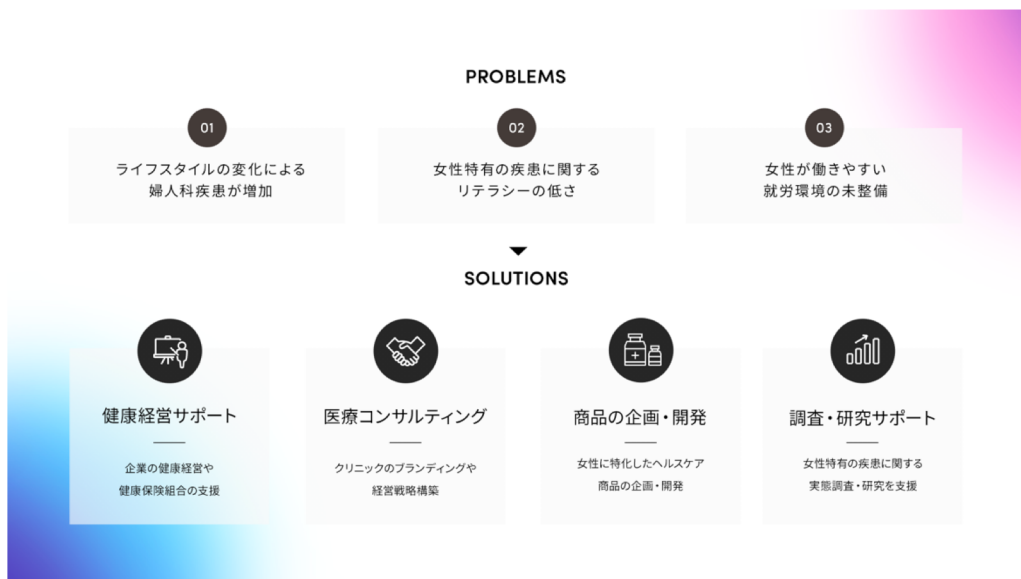 PROBLEMS
01
ライフスタイルの変化による
婦人科疾患が増加
02
女性特有の疾患に関する
リテラシーの低さ
03
女性が働きやすい
就労環境の未整備
SOLUTIONS
健康経営サポート
企業の健康経営や
健康保険組合の支援
医療コンサルティング
クリニックのブランディングや
経営戦略構築
商品の企画・開発
女性に特化したヘルスケア
商品の企画・開発
調査・研究サポート
女性特有の疾患に関する
実態調査・研究を支援